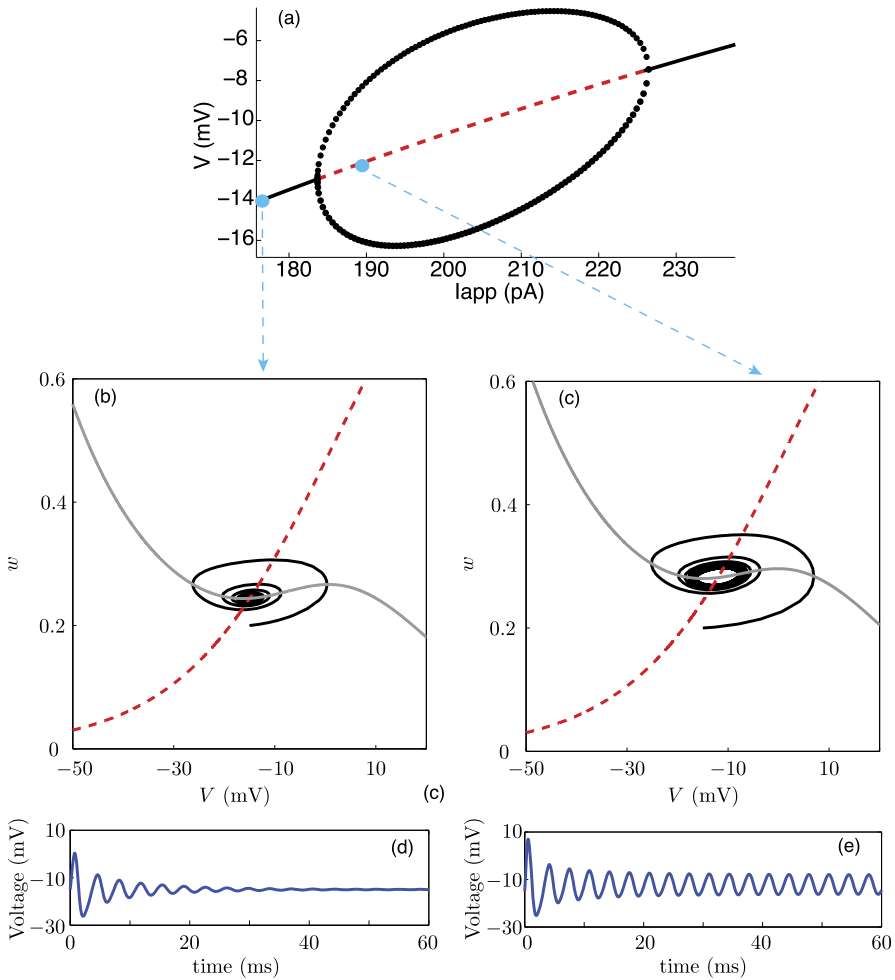 (a)
−6
−8
−10
−12
−14
−16
V (mV)
180 190 200 210 220 230
Iapp (pA)
(b)
0.6
0.4
0.2
0
w
−50 −30 −10 10
V (mV)
(c)
0.6
0.4
0.2
0
w
−50 −30 −10 10
V (mV)
(c)
(d)
10
−10
−30
Voltage (mV)
0 20 40 60
time (ms)
(e)
10
−10
−30
Voltage (mV)
0 20 40 60
time (ms)